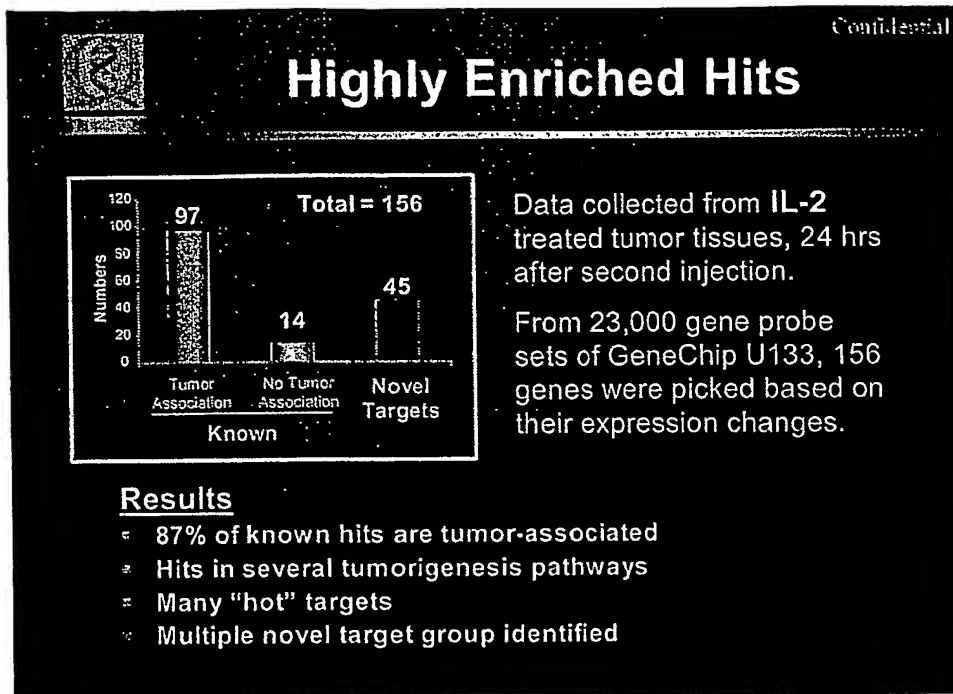 Confidential
Highly Enriched Hits
120
100
80
60
40
20
0
Numbers
Total = 156
97
14
45
Tumor
Association
No Tumor
Association
Novel
Targets
Known
Data collected from IL-2
treated tumor tissues, 24 hrs
after second injection.
From 23,000 gene probe
sets of GeneChip U133, 156
genes were picked based on
their expression changes.
Results
87% of known hits are tumor-associated
Hits in several tumorigenesis pathways
Many "hot" targets
Multiple novel target group identified